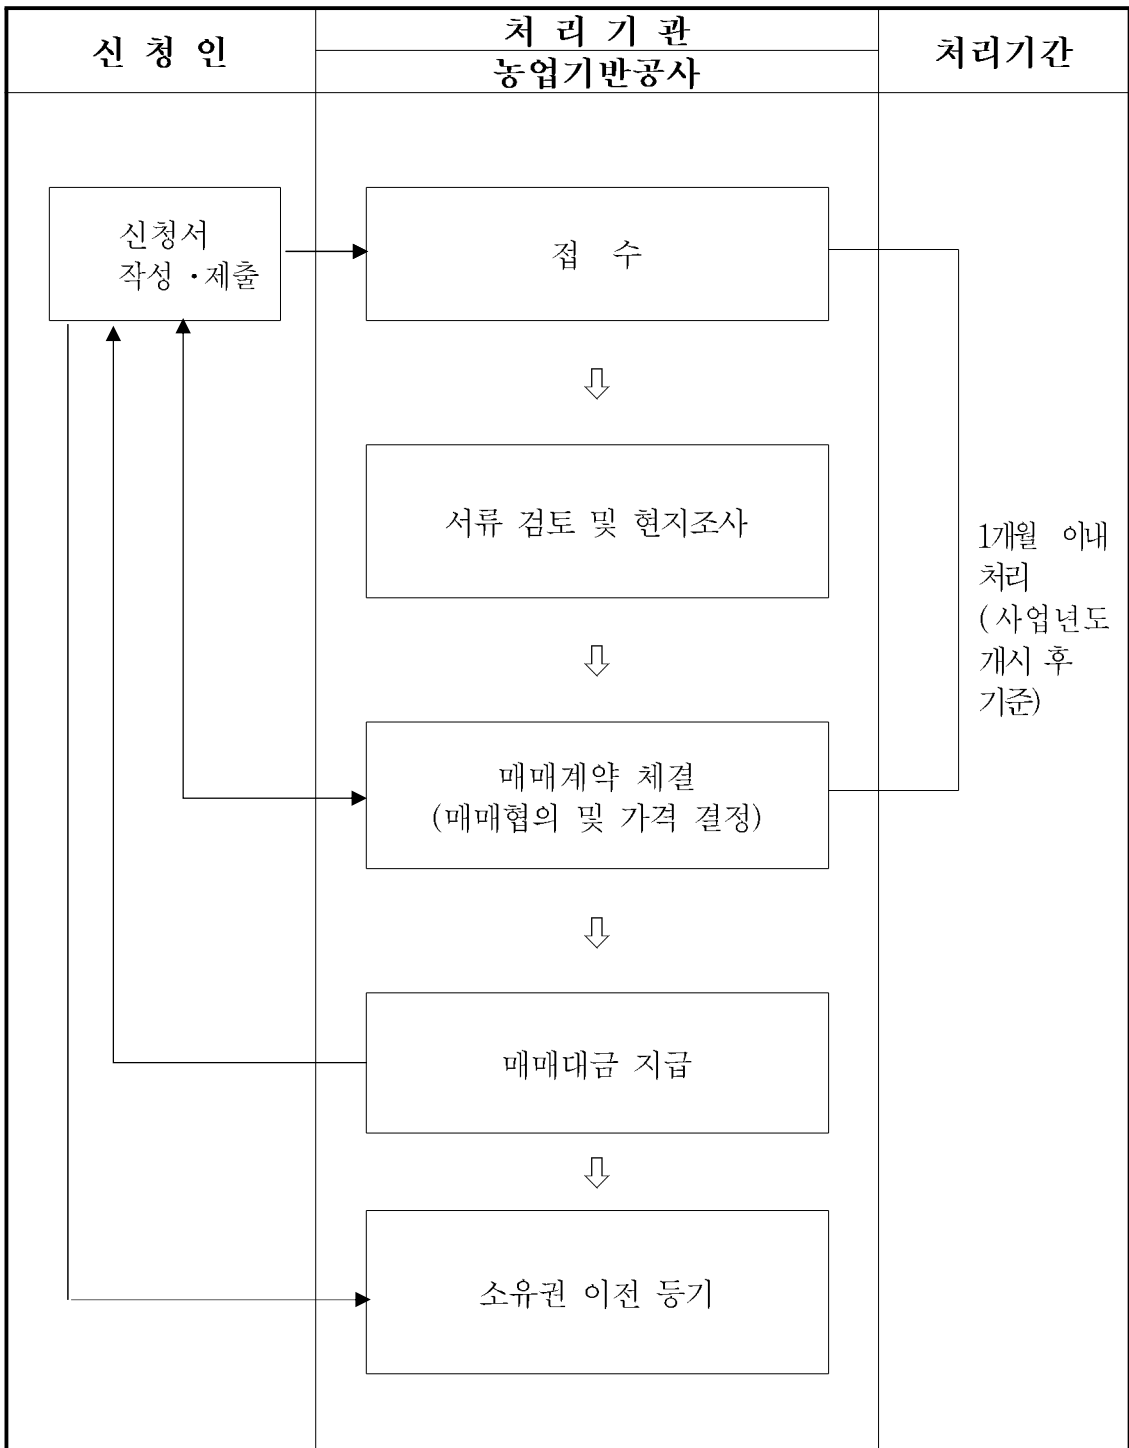 신 청 인
처 리 기 관
농업기반공사
처리기간
신청서
작성 ·제출
접 수
⇩
서류 검토 및 현지조사
⇩
매매계약 체결
(매매협의 및 가격 결정)
⇩
매매대금 지급
⇩
소유권 이전 등기
1개월 이내
처리
(사업년도
개시 후
기준)